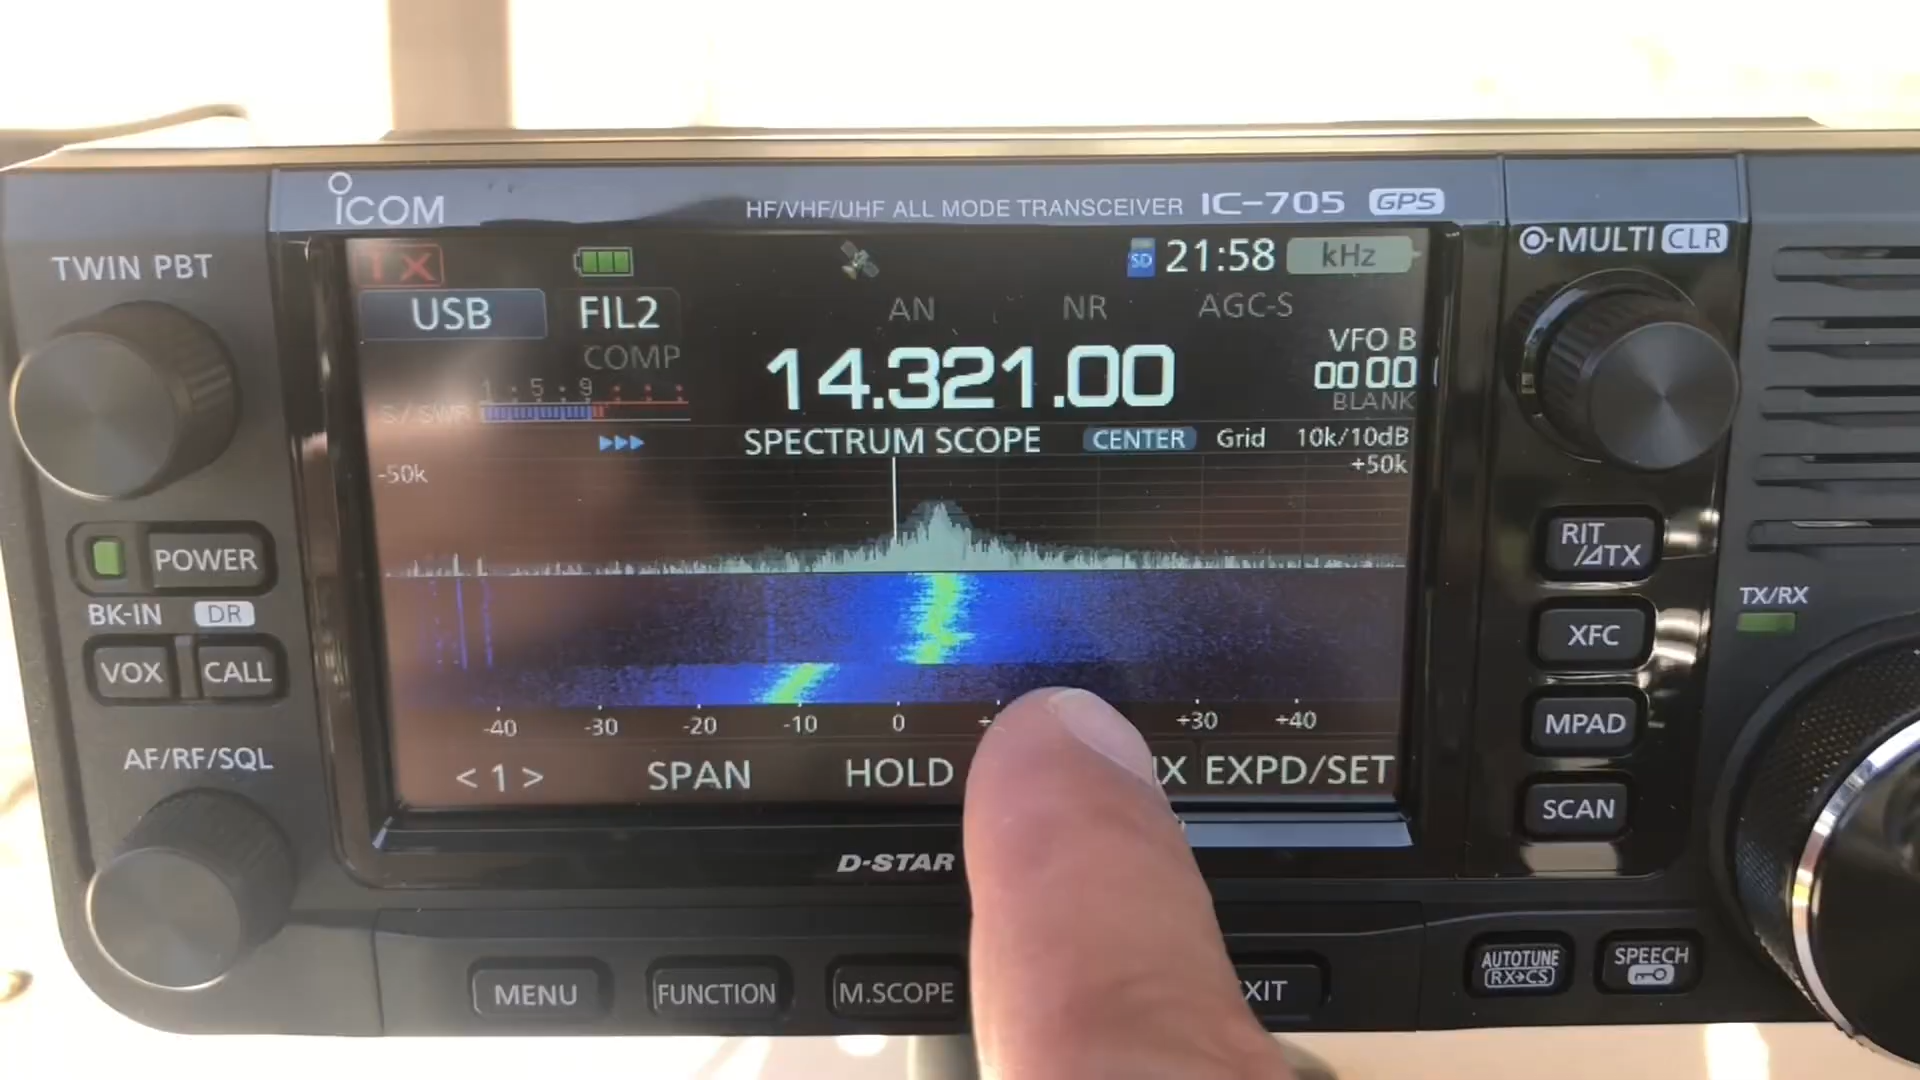 ICOM
HF/VHF/UHF ALL MODE TRANSCEIVER IC-705 GPS
TWIN PBT
MULTI CLR
TX
SD 21:58 kHz
USB FIL2 AN NR AGC-S
COMP
14.321.00
VFO B
00 00
BLANK
1 · 5 · 9
S/SWR
SPECTRUM SCOPE CENTER Grid 10k/10dB
-50k +50k
-40 -30 -20 -10 0 +30 +40
<1> SPAN HOLD EXPD/SET
POWER
BK-IN DR
VOX CALL
AF/RF/SQL
RIT
/ΔTX
TX/RX
XFC
MPAD
SCAN
D-STAR
MENU FUNCTION M.SCOPE
AUTOTUNE
RX→CS
SPEECH